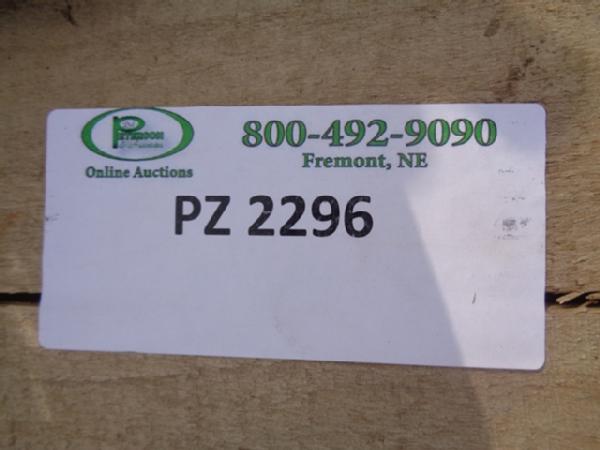 800-492-9090
Fremont, NE
Online Auctions
PZ 2296